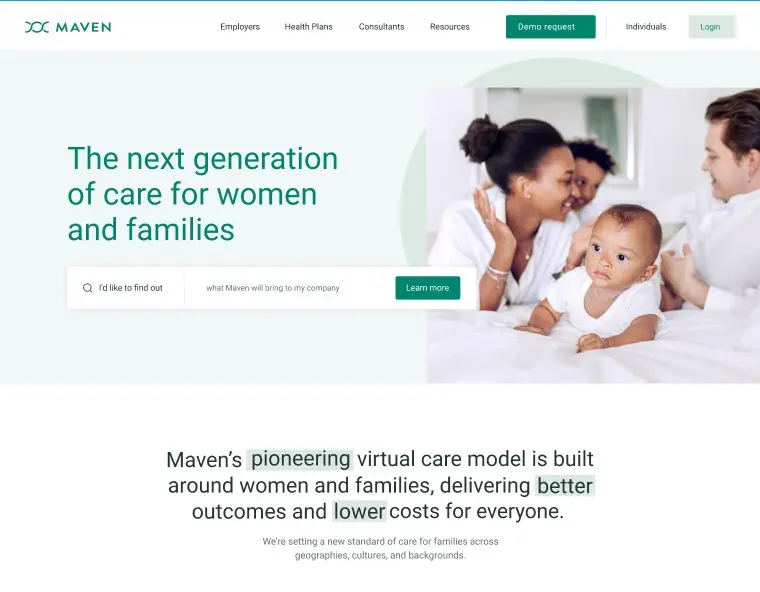 MAVEN
Employers
Health Plans
Consultants
Resources
Demo request
Individuals
Login
The next generation
of care for women
and families
I'd like to find out
what Maven will bring to my company
Learn more
Maven's pioneering virtual care model is built
around women and families, delivering better
outcomes and lower costs for everyone.
We're setting a new standard of care for families across
geographies, cultures, and backgrounds.